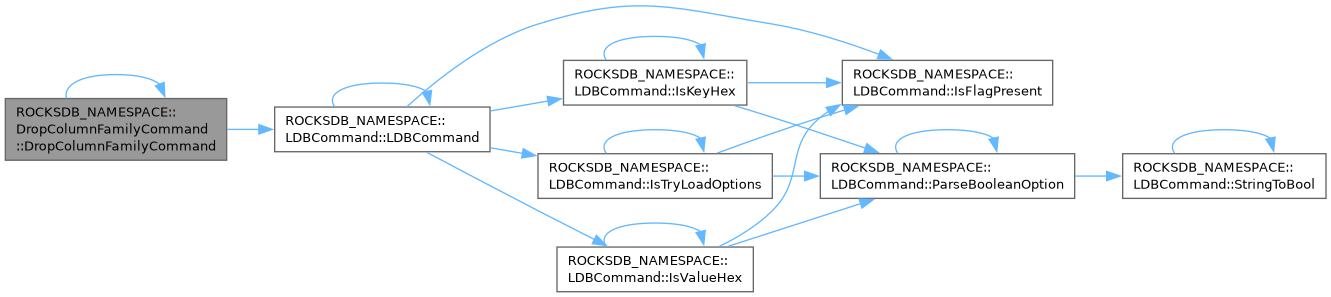 ROCKSDB_NAMESPACE::
DropColumnFamilyCommand
::DropColumnFamilyCommand
ROCKSDB_NAMESPACE::
LDBCommand::LDBCommand
ROCKSDB_NAMESPACE::
LDBCommand::IsKeyHex
ROCKSDB_NAMESPACE::
LDBCommand::IsTryLoadOptions
ROCKSDB_NAMESPACE::
LDBCommand::IsValueHex
ROCKSDB_NAMESPACE::
LDBCommand::IsFlagPresent
ROCKSDB_NAMESPACE::
LDBCommand::ParseBooleanOption
ROCKSDB_NAMESPACE::
LDBCommand::StringToBool